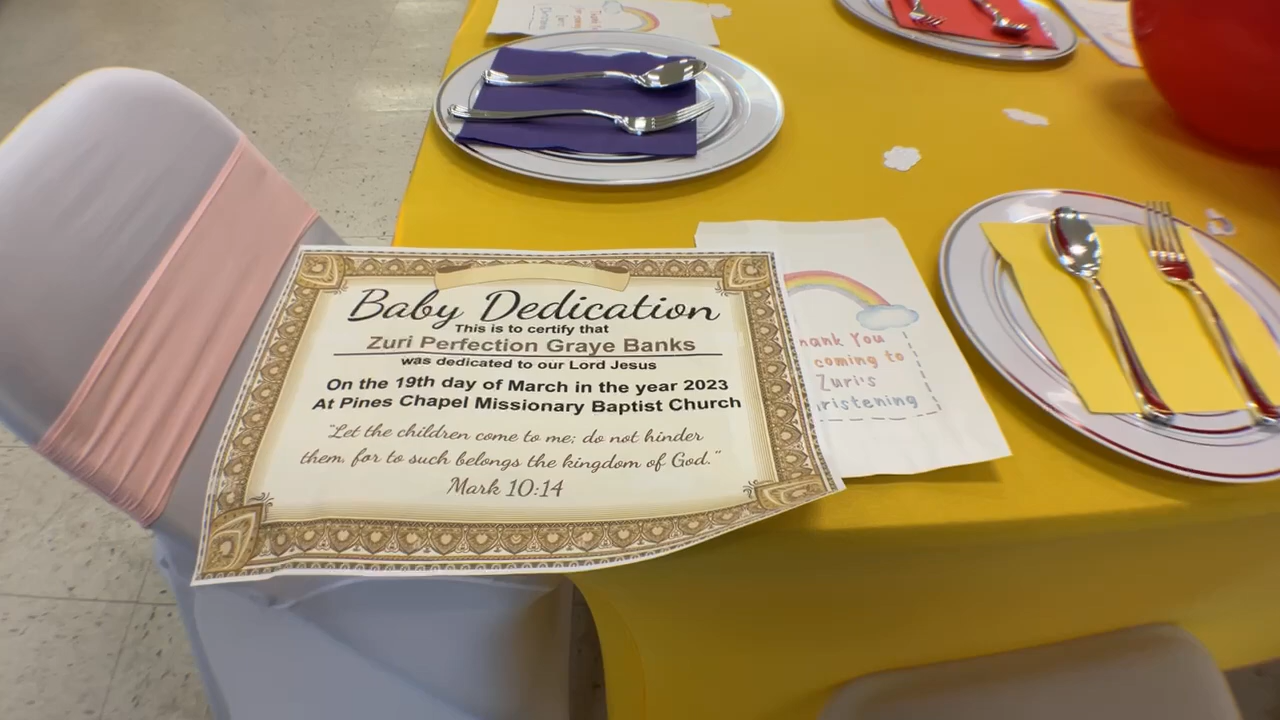 Baby Dedication
This is to certify that
Zuri Perfection Graye Banks
was dedicated to our Lord Jesus
On the 19th day of March in the year 2023
At Pines Chapel Missionary Baptist Church
"Let the children come to me; do not hinder
them, for to such belongs the kingdom of God."
Mark 10:14
You
coming to
Zuri's